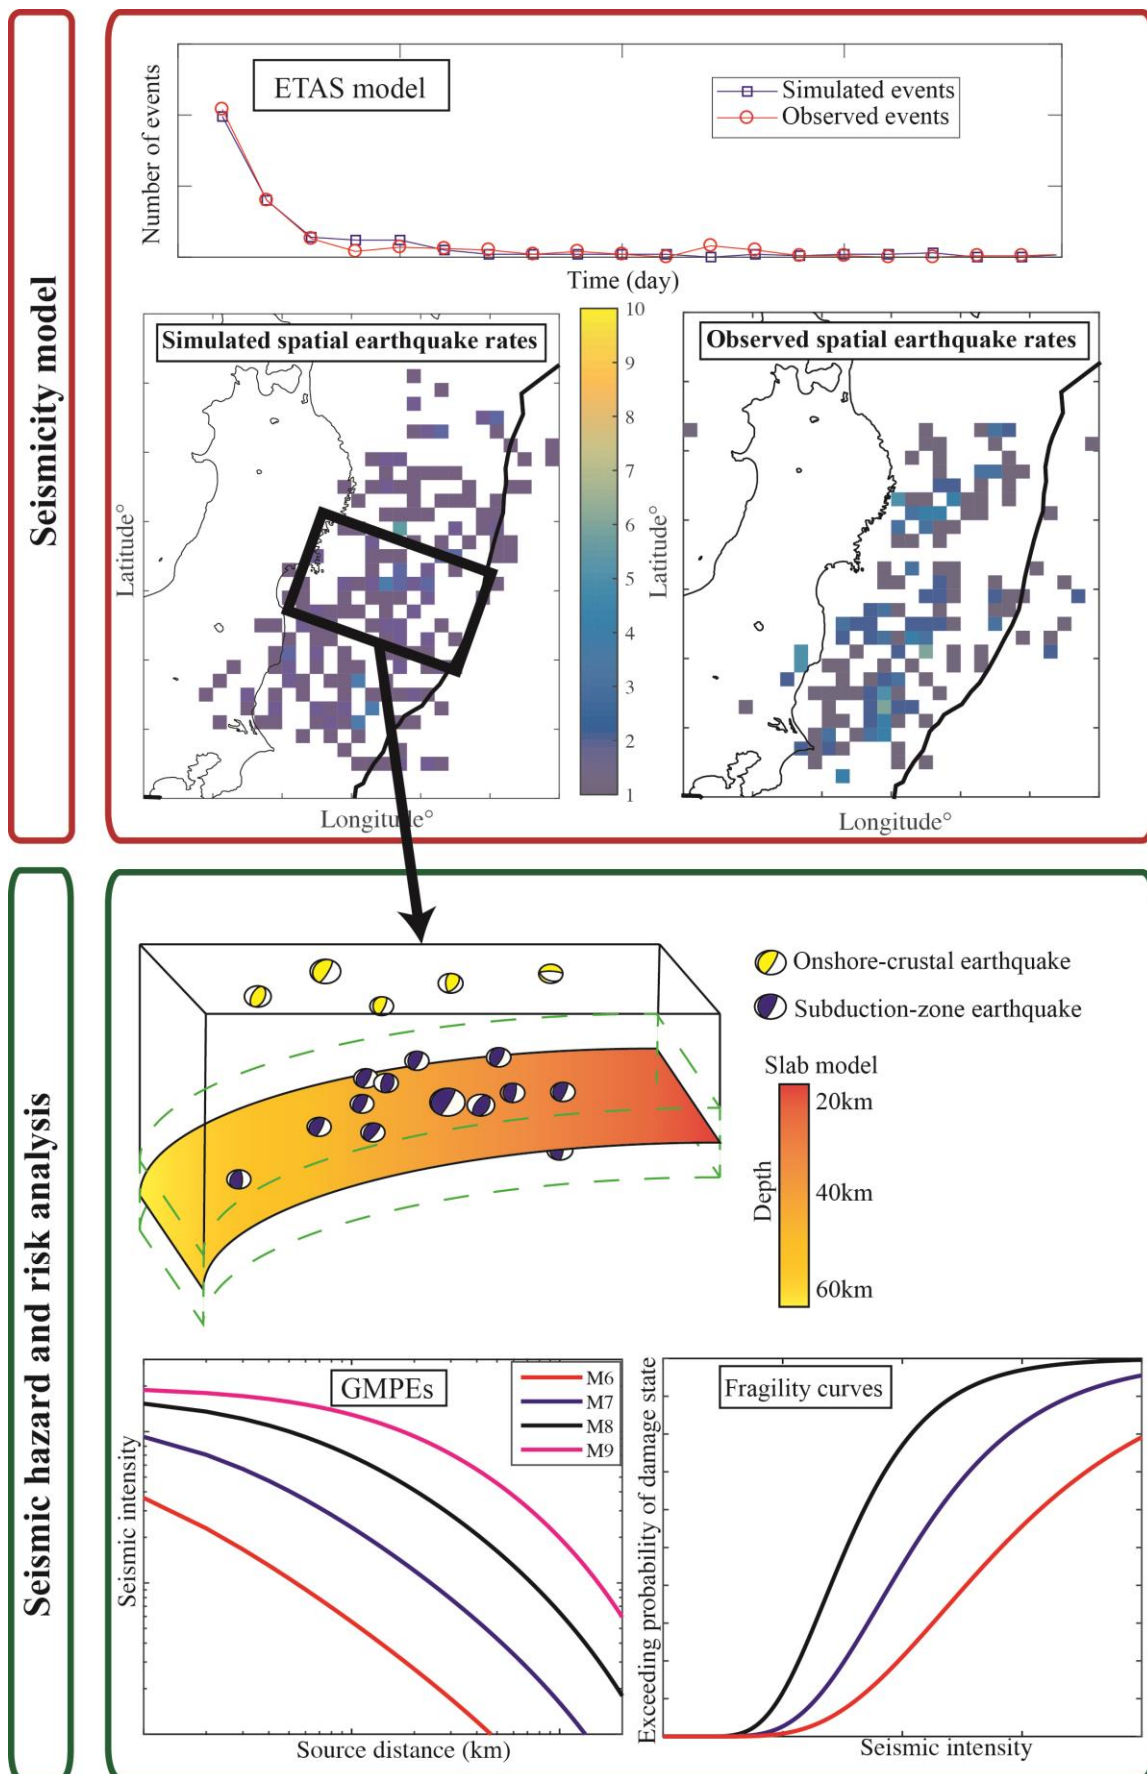 Seismicity model
ETAS model
Simulated events
Observed events
Number of events
Time (day)
Simulated spatial earthquake rates
Latitude°
Longitude°
10
9
8
7
6
5
4
3
2
1
Observed spatial earthquake rates
Latitude°
Longitude°
Seismic hazard and risk analysis
Onshore-crustal earthquake
Subduction-zone earthquake
Slab model
Depth
20km
40km
60km
GMPEs
M6
M7
M8
M9
Seismic intensity
Source distance (km)
Fragility curves
Exceeding probability of damage state
Seismic intensity